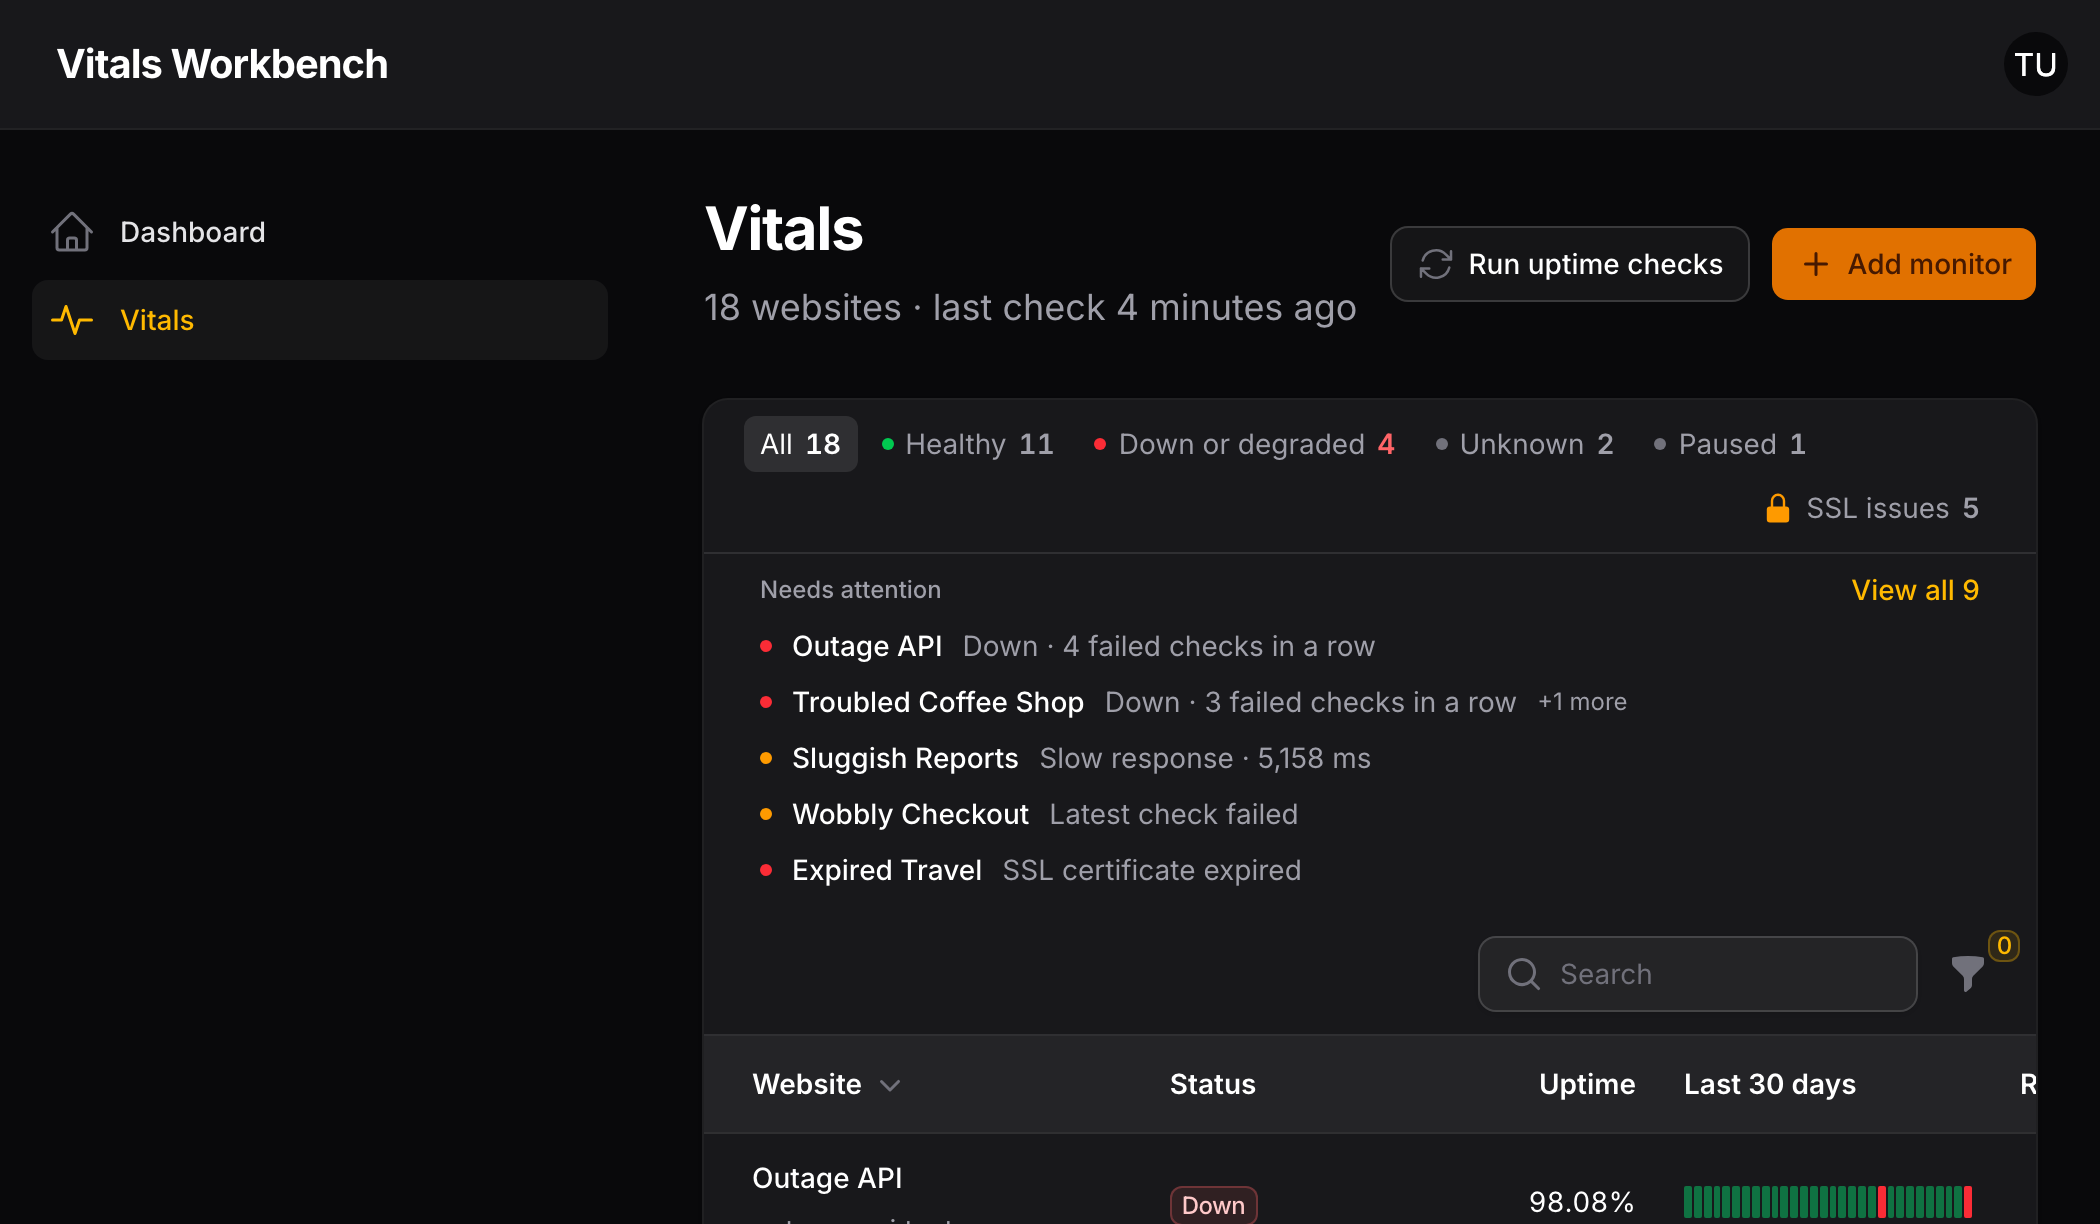 Vitals Workbench
TU
Dashboard
Vitals
Vitals
18 websites · last check 4 minutes ago
Run uptime checks
Add monitor
All 18
Healthy 11
Down or degraded 4
Unknown 2
Paused 1
SSL issues 5
Needs attention
View all 9
Outage API Down · 4 failed checks in a row
Troubled Coffee Shop Down · 3 failed checks in a row +1 more
Sluggish Reports Slow response · 5,158 ms
Wobbly Checkout Latest check failed
Expired Travel SSL certificate expired
Search
0
Website Status Uptime Last 30 days
Outage API
Down 98.08%